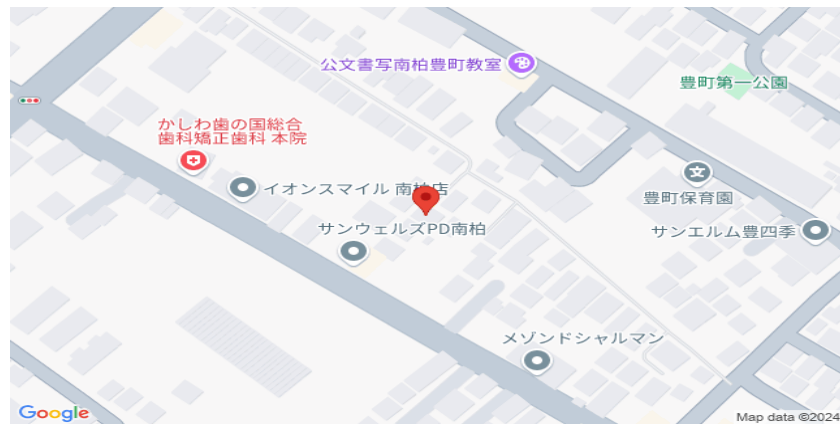 公文書写南柏豊町教室
豊町第一公園
かしわ歯の国総合
歯科矯正歯科 本院
イオンスマイル 南柏店
豊町保育園
サンウェルズPD南柏
サンエルム豊四季
メゾンドシャルマン
Google
Map data ©2024